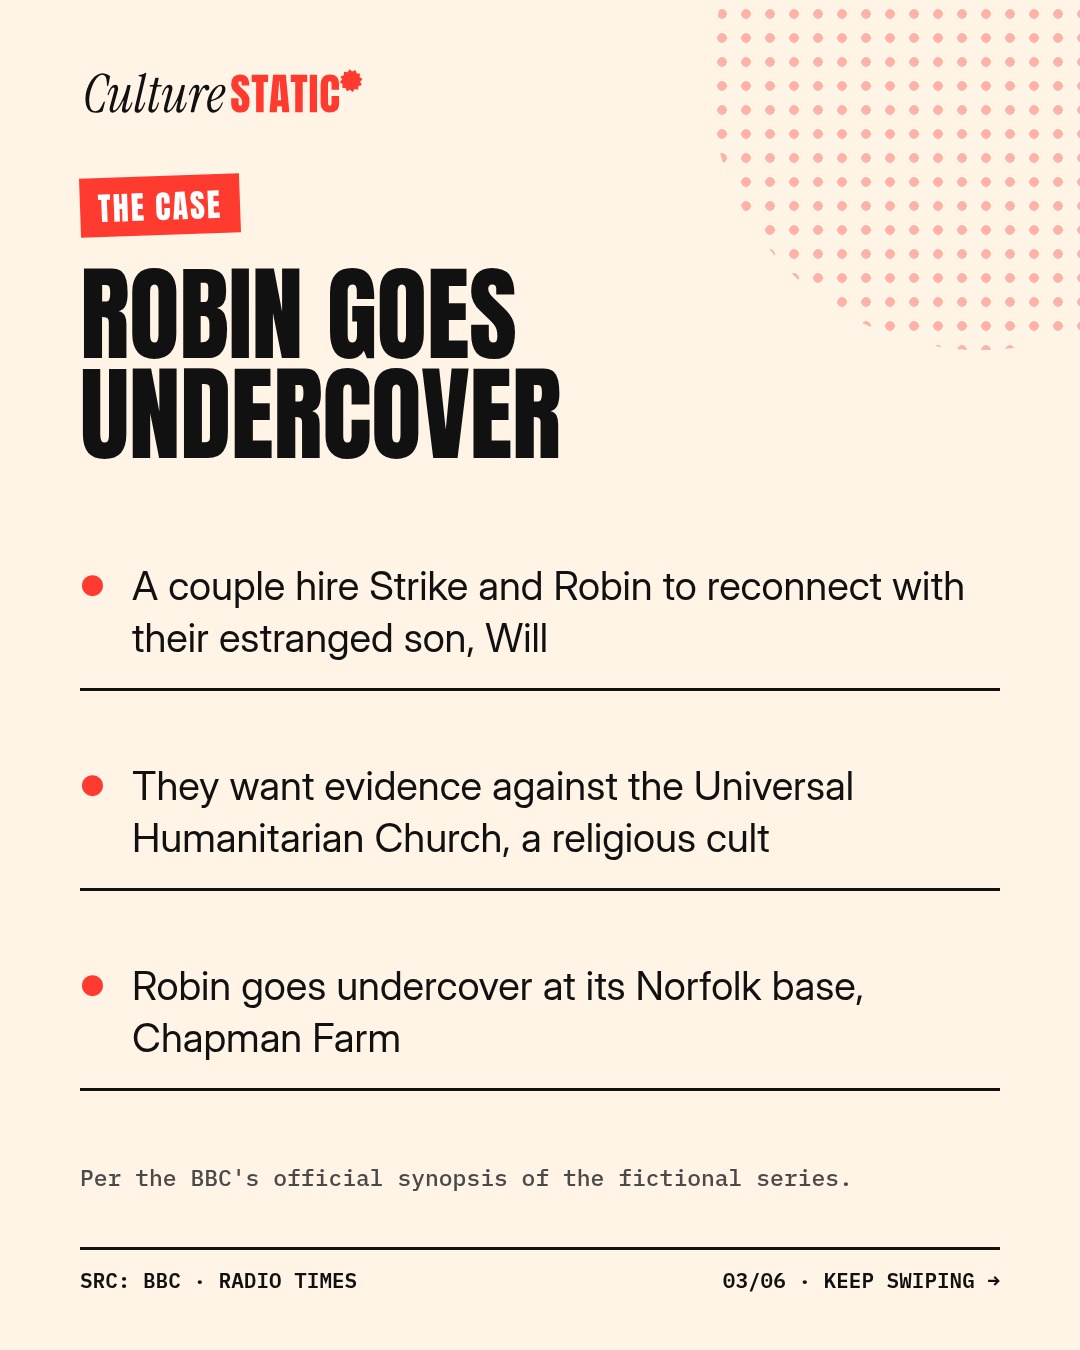 Culture STATIC
THE CASE
ROBIN GOES
UNDERCOVER
A couple hire Strike and Robin to reconnect with
their estranged son, Will
They want evidence against the Universal
Humanitarian Church, a religious cult
Robin goes undercover at its Norfolk base,
Chapman Farm
Per the BBC's official synopsis of the fictional series.
SRC: BBC · RADIO TIMES
03/06 · KEEP SWIPING →